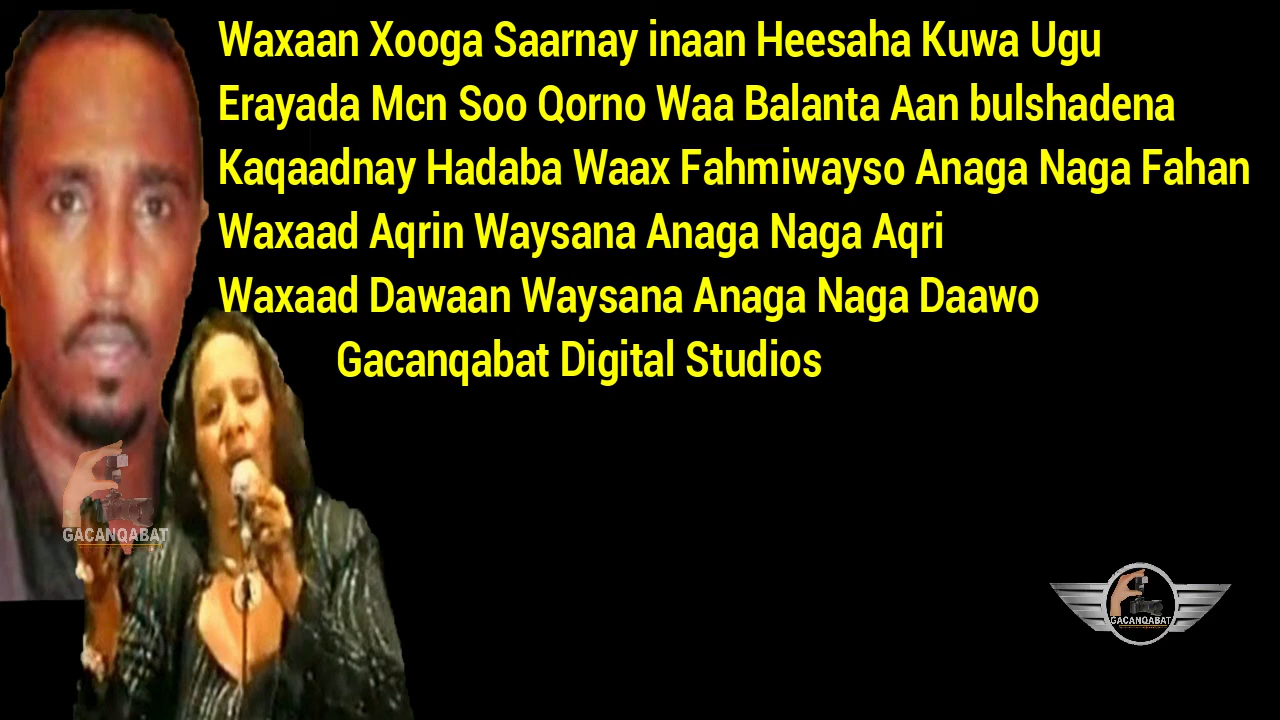 Waxaan Xooga Saarnay inaan Heesaha Kuwa Ugu
Erayada Mcn Soo Qorno Waa Balanta Aan bulshadena
Kaqaadnay Hadaba Waax Fahmiwayso Anaga Naga Fahan
Waxaad Aqrin Waysana Anaga Naga Aqri
Waxaad Dawaan Waysana Anaga Naga Daawo
Gacanqabat Digital Studios
GACANQABAT
GACANQABAT